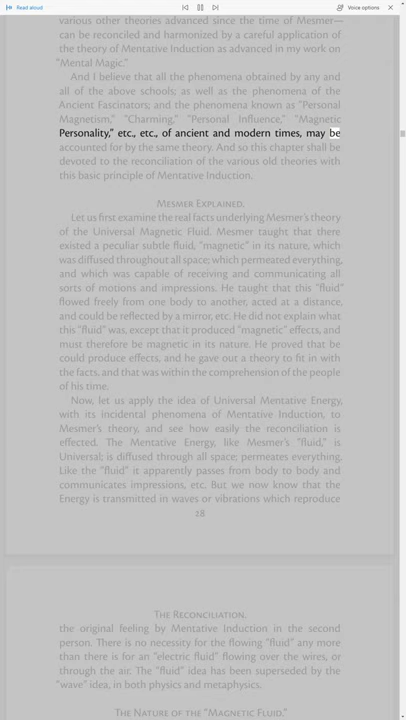 Read aloud
Voice options
various other theories advanced since the time of Mesmer—
can be reconciled and harmonized by a careful application of
the theory of Mentative Induction as advanced in my work on
“Mental Magic.”
And I believe that all the phenomena obtained by any and
all of the above schools; as well as the phenomena of the
Ancient Fascinators; and the phenomena known as “Personal
Magnetism,” “Charming,” “Personal Influence,” “Magnetic
Personality,” etc., etc., of ancient and modern times, may be
accounted for by the same theory. And so this chapter shall be
devoted to the reconciliation of the various old theories with
this basic principle of Mentative Induction.
Mesmer Explained.
Let us first examine the real facts underlying Mesmer’s theory
of the Universal Magnetic Fluid. Mesmer taught that there
existed a peculiar subtle fluid, “magnetic” in its nature, which
was diffused throughout all space; which permeated everything,
and which was capable of receiving and communicating all
sorts of motions and impressions. He taught that this “fluid”
flowed freely from one body to another, acted at a distance,
and could be reflected by a mirror, etc. He did not explain what
this “fluid” was, except that it produced “magnetic” effects, and
must therefore be magnetic in its nature. He proved that he
could produce effects, and he gave out a theory to fit in with
the facts, and that was within the comprehension of the people
of his time.
Now, let us apply the idea of Universal Mentative Energy,
with its incidental phenomena of Mentative Induction, to
Mesmer’s theory, and see how easily the reconciliation is
effected. The Mentative Energy, like Mesmer’s “fluid,” is
Universal; is diffused through all space; permeates everything.
Like the “fluid” it apparently passes from body to body and
communicates impressions, etc. But we now know that the
Energy is transmitted in waves or vibrations which reproduce
18
The Reconciliation.
the original feeling by Mentative Induction in the second
person. There is no necessity for the flowing “fluid” any more
than there is for an “electric fluid” flowing over the wires, or
through the air. The “fluid” idea has been superseded by the
“wave” idea, in both physics and metaphysics.
The Nature of the “Magnetic Fluid.”